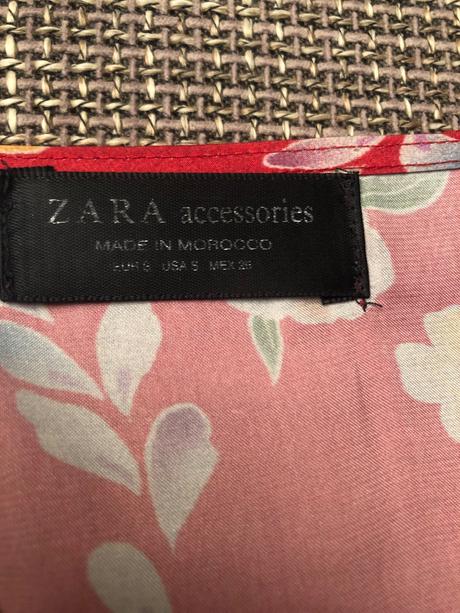 ZARA accessories
MADE IN MOROCCO
EUR S USA S MEX 26